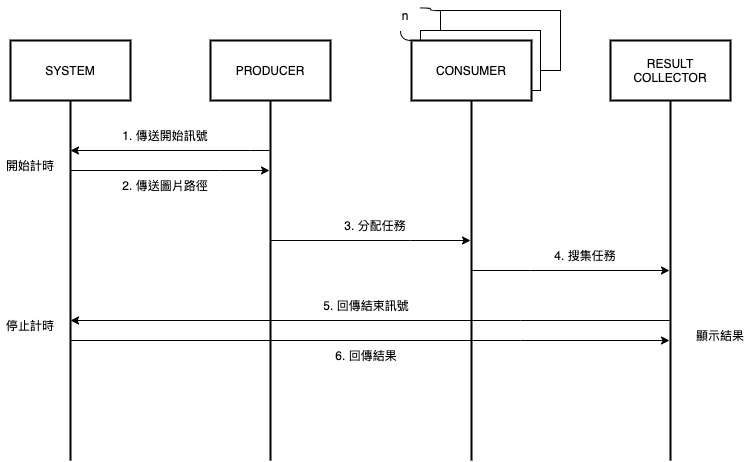 n
SYSTEM
PRODUCER
CONSUMER
RESULT
COLLECTOR
1. 傳送開始訊號
開始計時
2. 傳送圖片路徑
3. 分配任務
4. 搜集任務
5. 回傳結束訊號
停止計時
顯示結果
6. 回傳結果